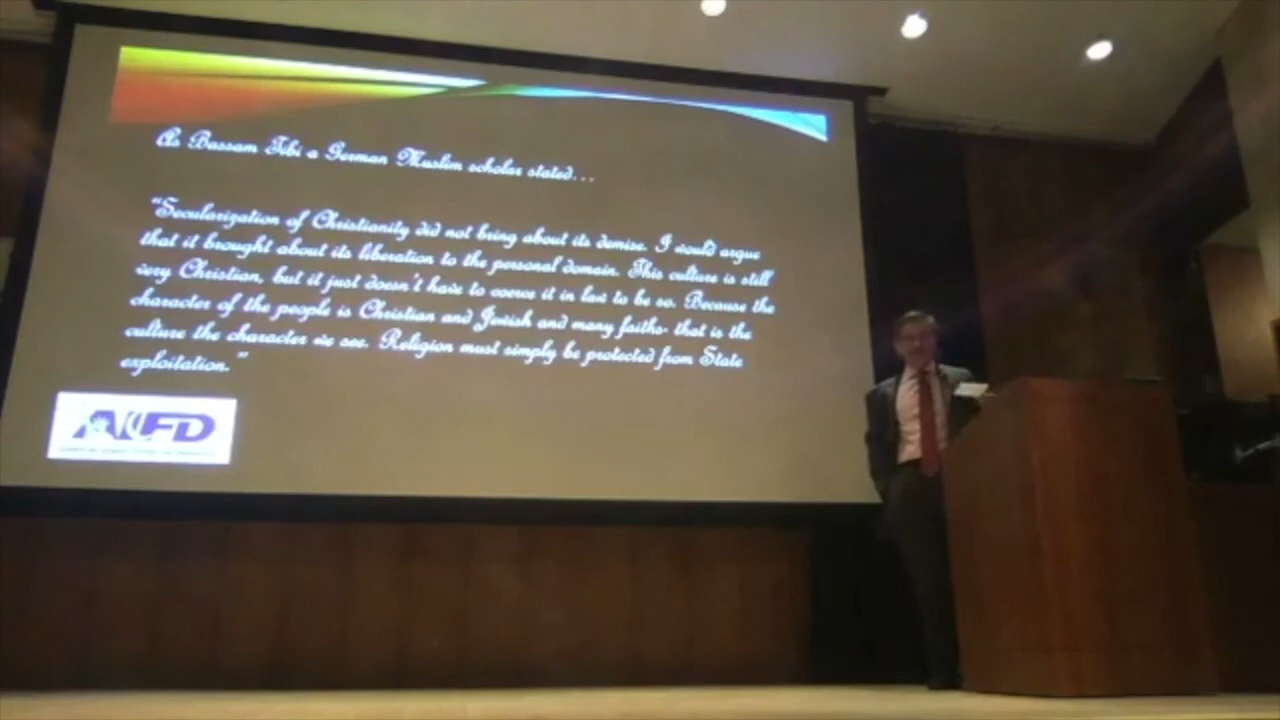 As Bassam Tibi a German Muslim scholar stated...
"Secularization of Christianity did not bring about its demise. I would argue
that it brought about its liberation to the personal domain. This culture is still
very Christian, but it just doesn't have to coerce it in law to be so. Because the
character of the people is Christian and Jewish and many faiths- that is the
culture the character we see. Religion must simply be protected from State
exploitation."
AIFD